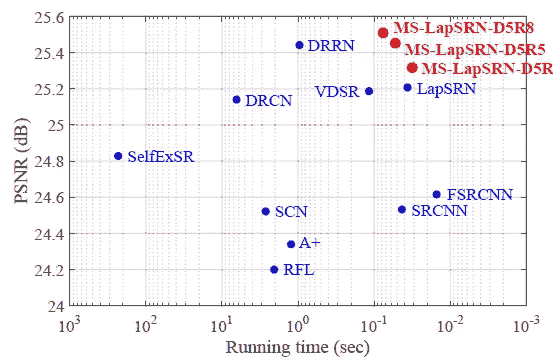 25.6
25.4
25.2
25
24.8
24.6
24.4
24.2
24
PSNR (dB)
MS-LapSRN-D5R8
MS-LapSRN-D5R5
MS-LapSRN-D5R
DRRN
VDSR
LapSRN
DRCN
SelfExSR
FSRCNN
SCN
SRCNN
A+
RFL
10³ 10² 10¹ 10⁰ 10⁻¹ 10⁻² 10⁻³
Running time (sec)